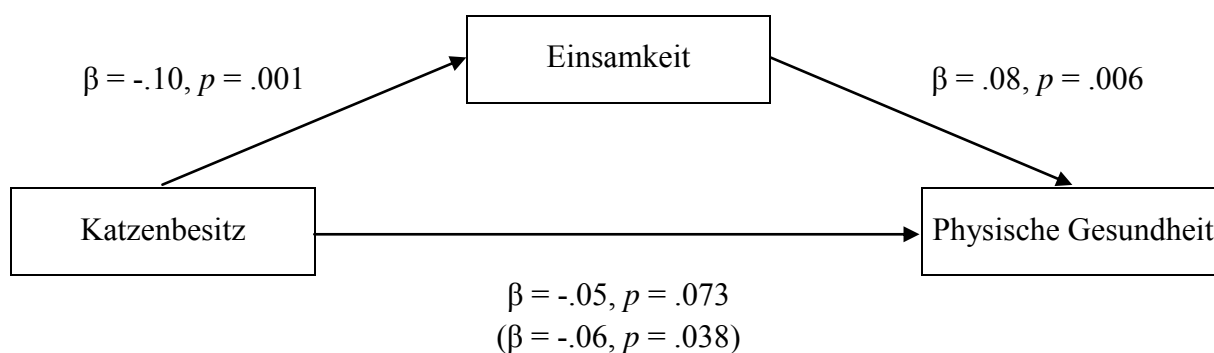 Einsamkeit
β = -.10, p = .001
β = .08, p = .006
Katzenbesitz
Physische Gesundheit
β = -.05, p = .073
(β = -.06, p = .038)